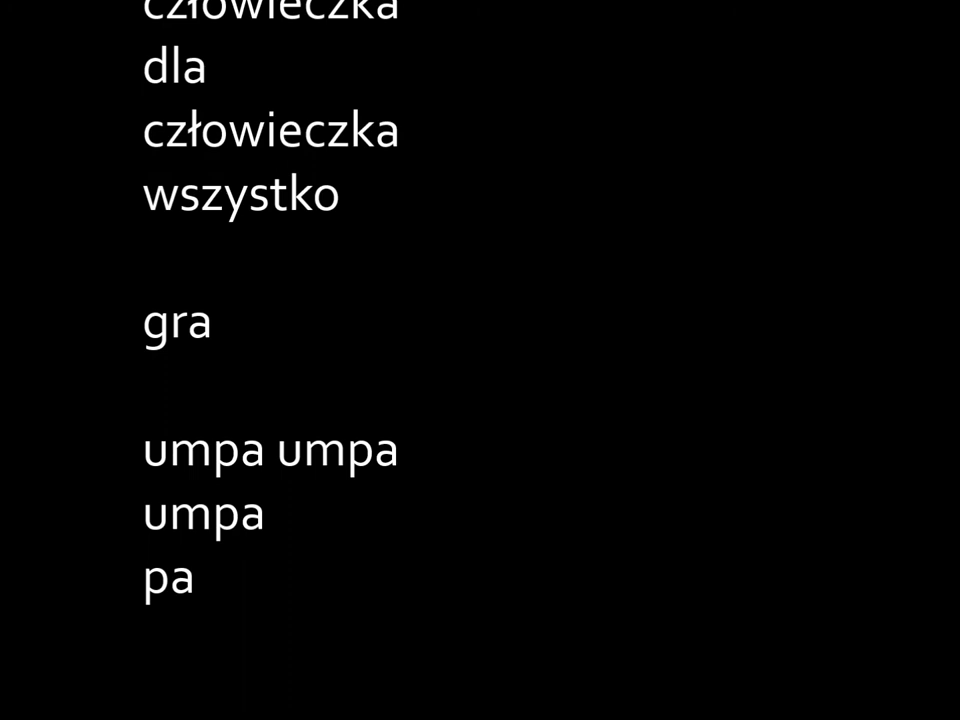 człowieczka
dla
człowieczka
wszystko
gra
umpa umpa
umpa
pa